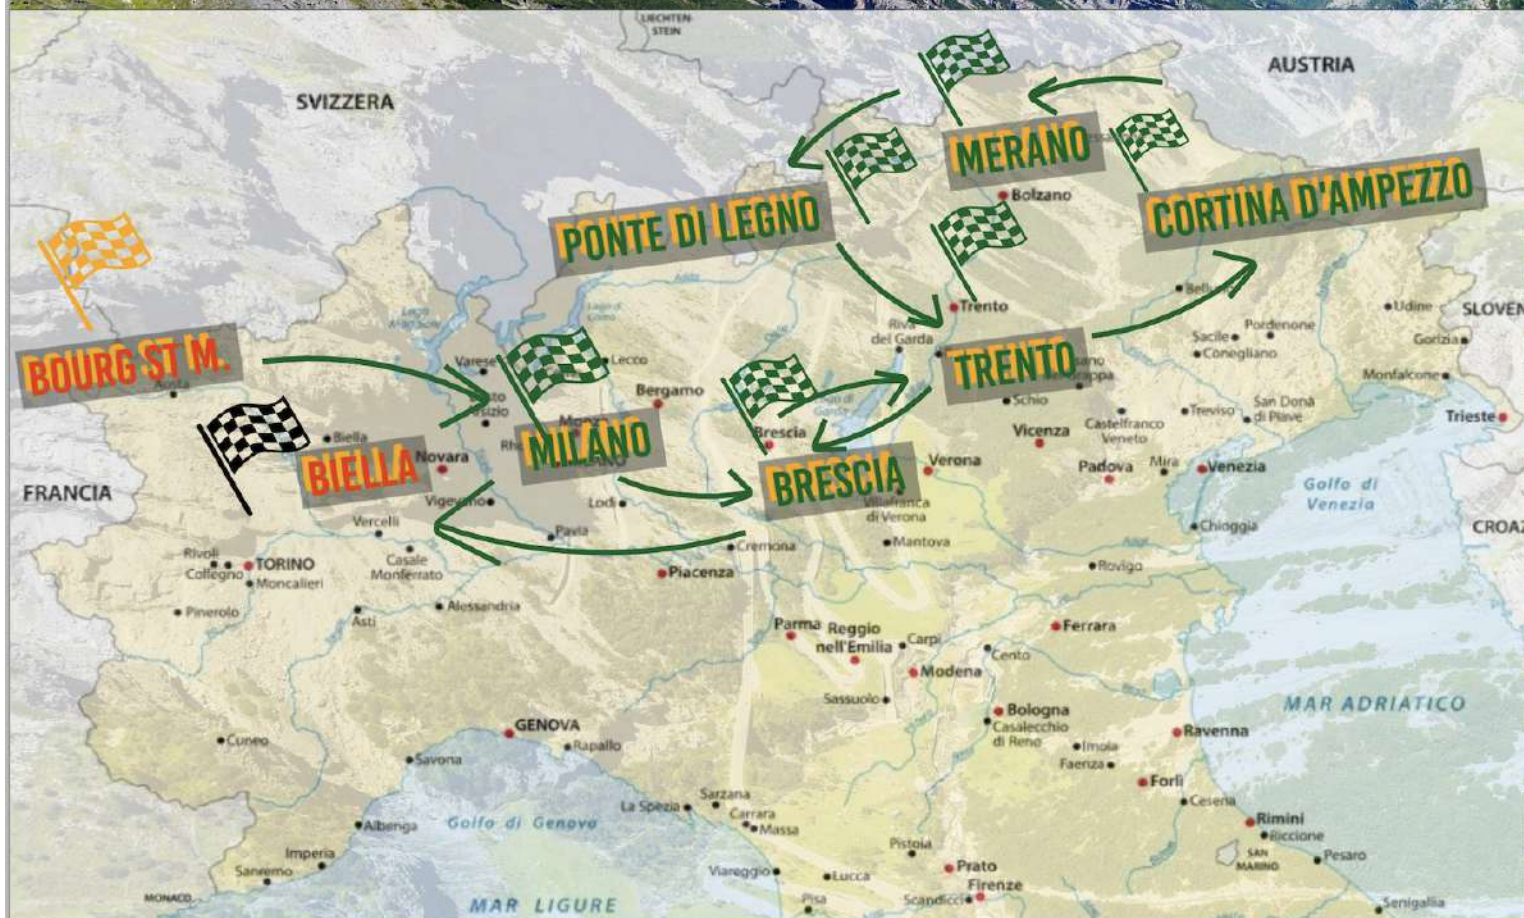 LIECHTEN-
STEIN
AUSTRIA
SVIZZERA
MERANO
Bolzano
CORTINA D'AMPEZZO
PONTE DI LEGNO
Trento
Udine
SLOVEN
Riva
del Garda
Pordenone
Sacile
Conegliano
Gorizia
BOURG ST M.
Aosta
Varese
Lecco
TRENTO
Monfalcone
Bergamo
Schio
Treviso
San Donà
di Piave
Castelfranco
Veneto
Trieste
Biella
BIELLA
Novara
MILANO
Brescia
BRESCIA
Vicenza
Verona
Padova
Mira
Venezia
Golfo di
Venezia
FRANCIA
Vigevano
Lodi
Villafranca
di Verona
Chioggia
CROAZ
Vercelli
Pavia
Cremona
Mantova
Rivoli
Collegno
TORINO
Moncalieri
Casale
Monferrato
Piacenza
Rovigo
Pinerolo
Asti
Alessandria
Parma
Reggio
nell'Emilia
Carpi
Cento
Ferrara
Modena
Sassuolo
MAR ADRIATICO
Bologna
Casalecchio
di Reno
GENOVA
Rapallo
Cuneo
Savona
Imola
Faenza
Ravenna
Forlì
Cesena
La Spezia
Sarzana
Carrara
Massa
Albenga
Golfo di Genova
Rimini
Riccione
SAN
MARINO
Pesaro
Imperia
Sanremo
MONACO
Pistoia
Prato
Viareggio
Lucca
Firenze
Scandicci
Pisa
MAR LIGURE
Senigallia